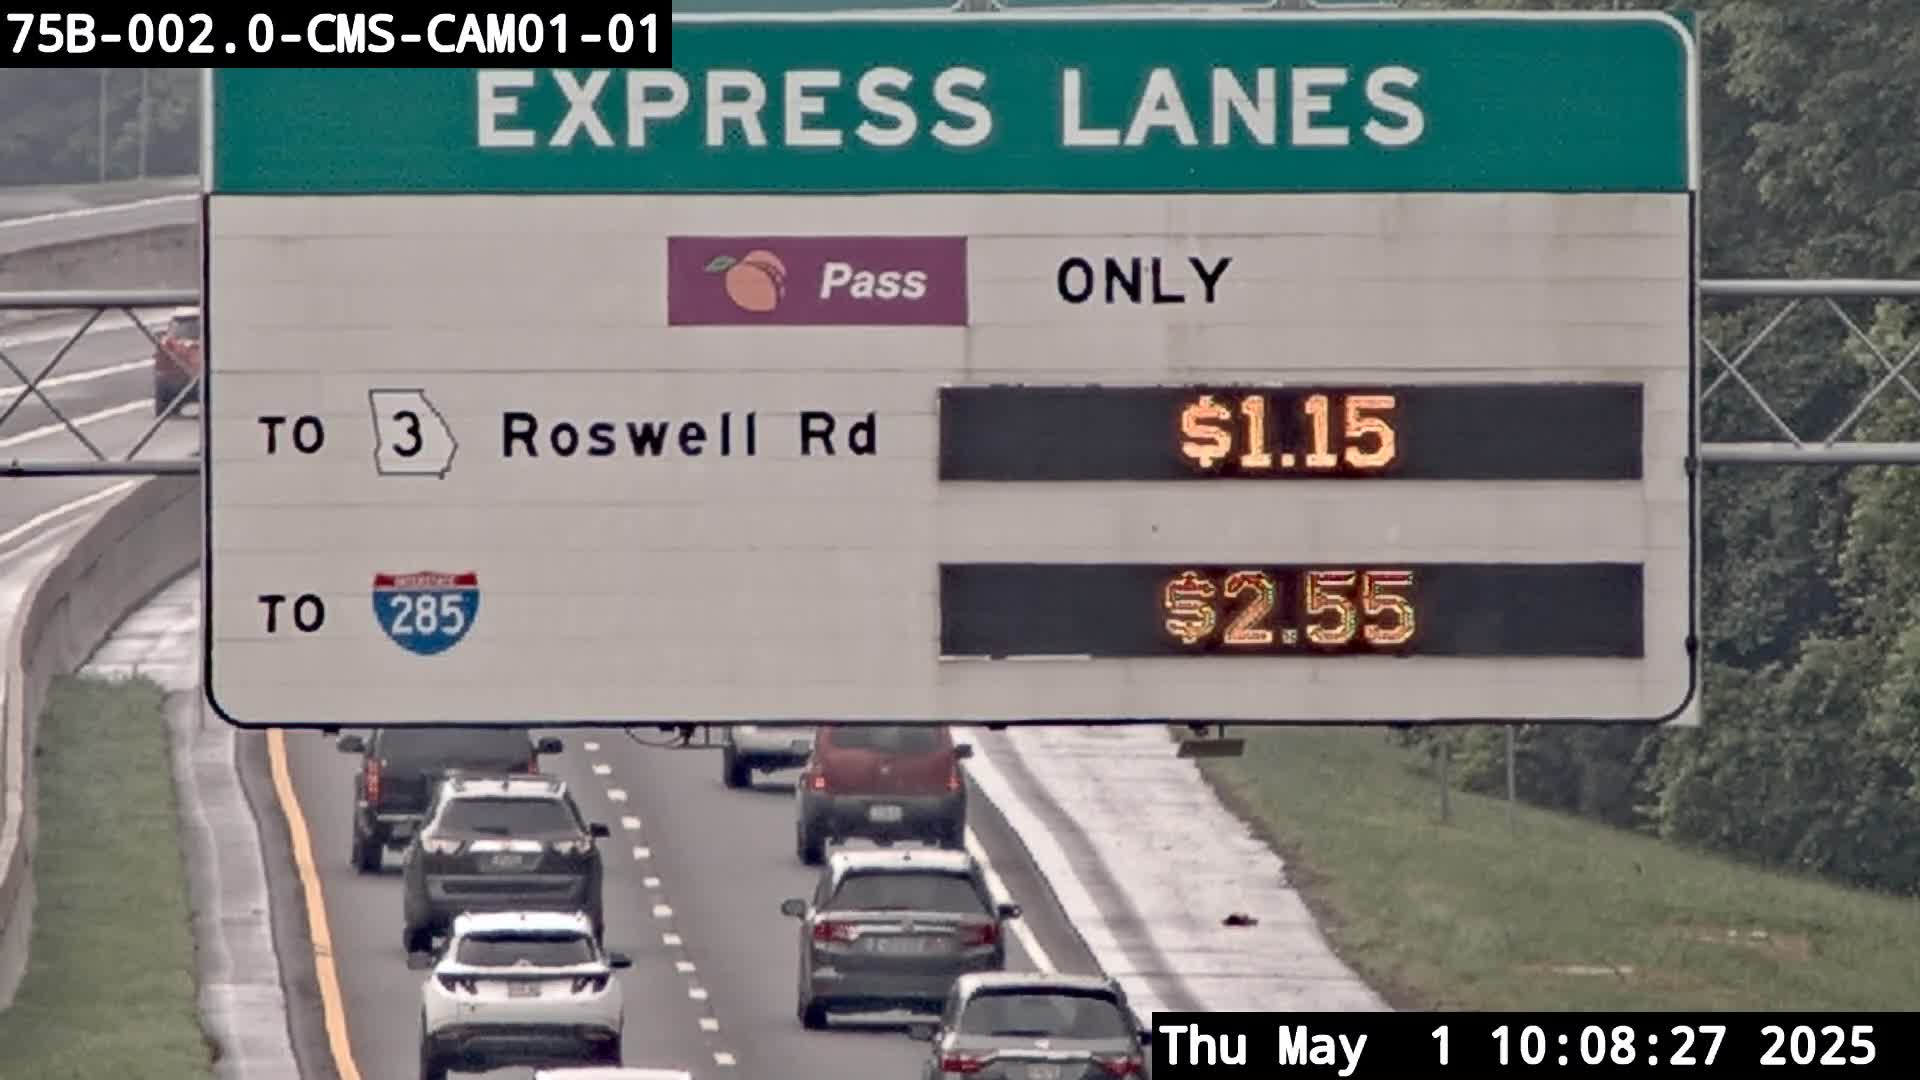 75B-002.0-CMS-CAM01-01
EXPRESS LANES
Pass ONLY
TO 3 Roswell Rd $1.15
INTERSTATE
TO 285 $2.55
Thu May 1 10:08:27 2025